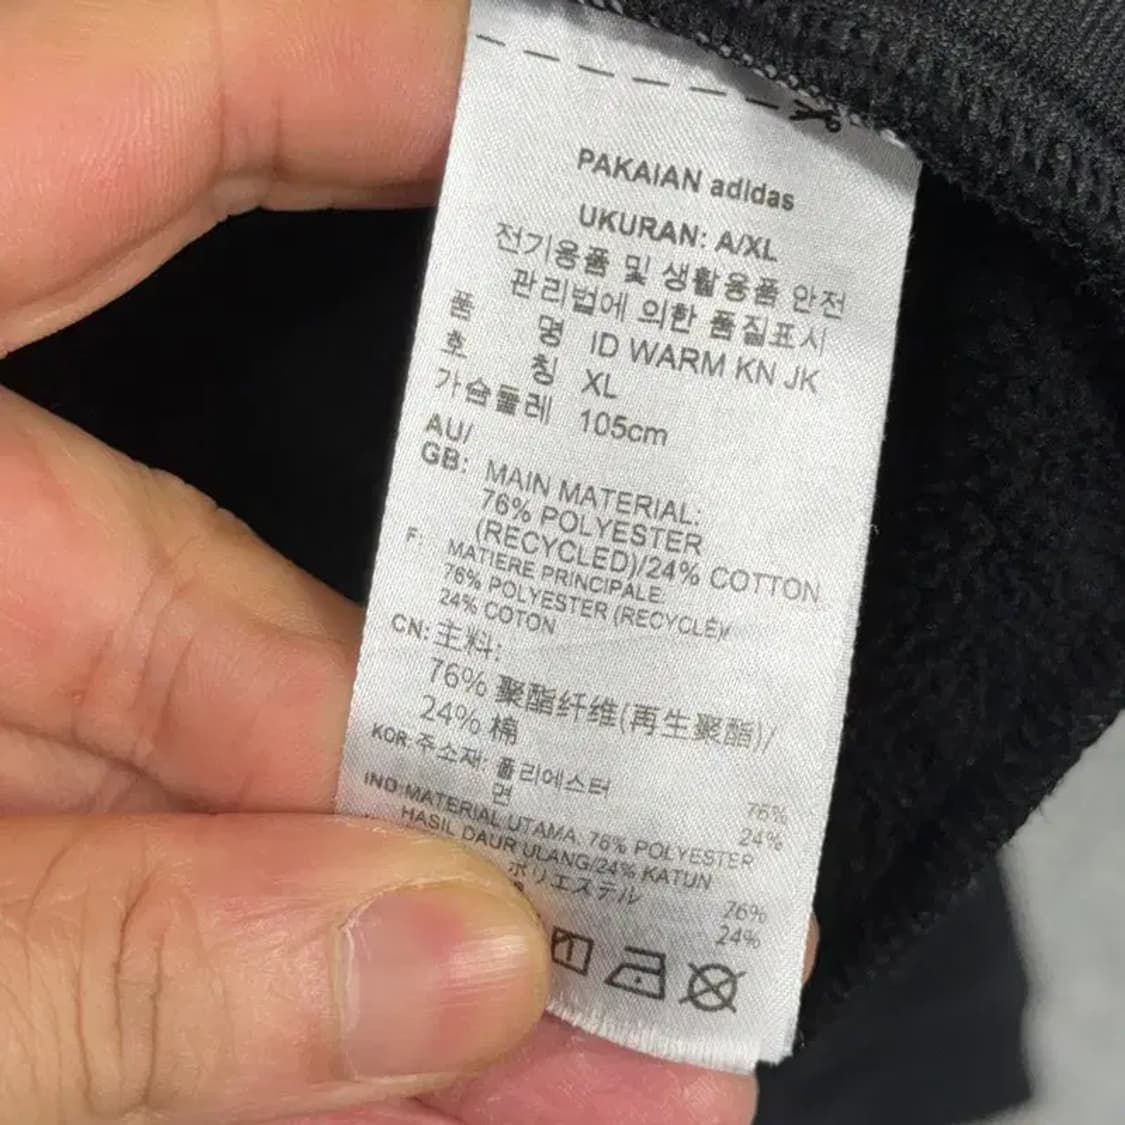 PAKAIAN adidas
UKURAN: A/XL
전기용품 및 생활용품 안전
관리법에 의한 품질표시
품 명 ID WARM KN JK
호 칭 XL
가슴둘레 105cm
AU/
GB: MAIN MATERIAL:
76% POLYESTER
(RECYCLED)/24% COTTON
F: MATIERE PRINCIPALE:
76% POLYESTER (RECYCLE)/
24% COTON
CN: 主料:
76% 聚酯纤维(再生聚酯)/
24% 棉
KOR: 주소재: 폴리에스터 76%
면 24%
IND: MATERIAL UTAMA: 76% POLYESTER
HASIL DAUR ULANG/24% KATUN
ポリエステル 76%
24%